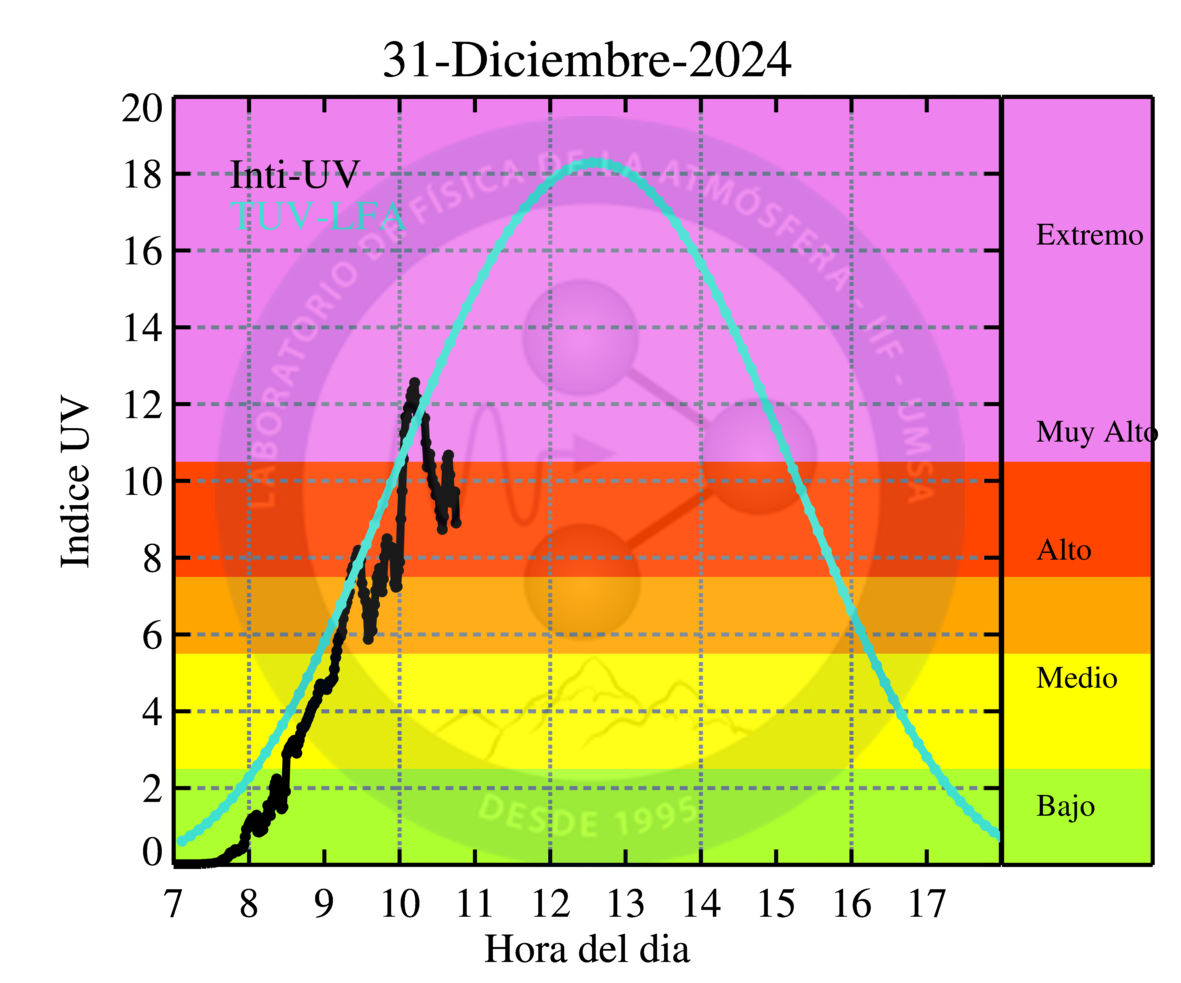 31-Diciembre-2024
Indice UV
20
18
16
14
12
10
8
6
4
2
0
Inti-UV
TUV-LFA
LABORATORIO DE FÍSICA DE LA ATMÓSFERA - IIF - UMSA
DESDE 1995
Extremo
Muy Alto
Alto
Medio
Bajo
7 8 9 10 11 12 13 14 15 16 17
Hora del dia